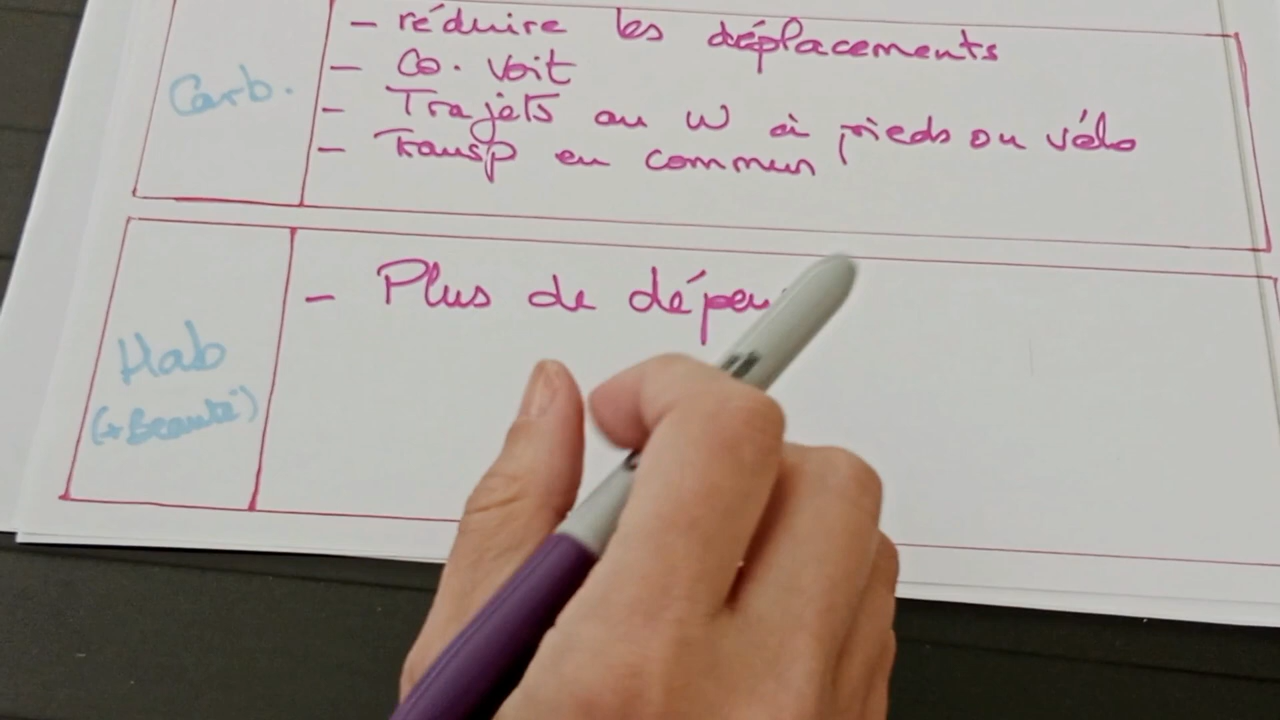 Carb.
- réduire les déplacements
- Co. Voit
- Trajets au W à pieds ou vélo
- Transp en commun
Hab
(+Beauté)
- Plus de dépen